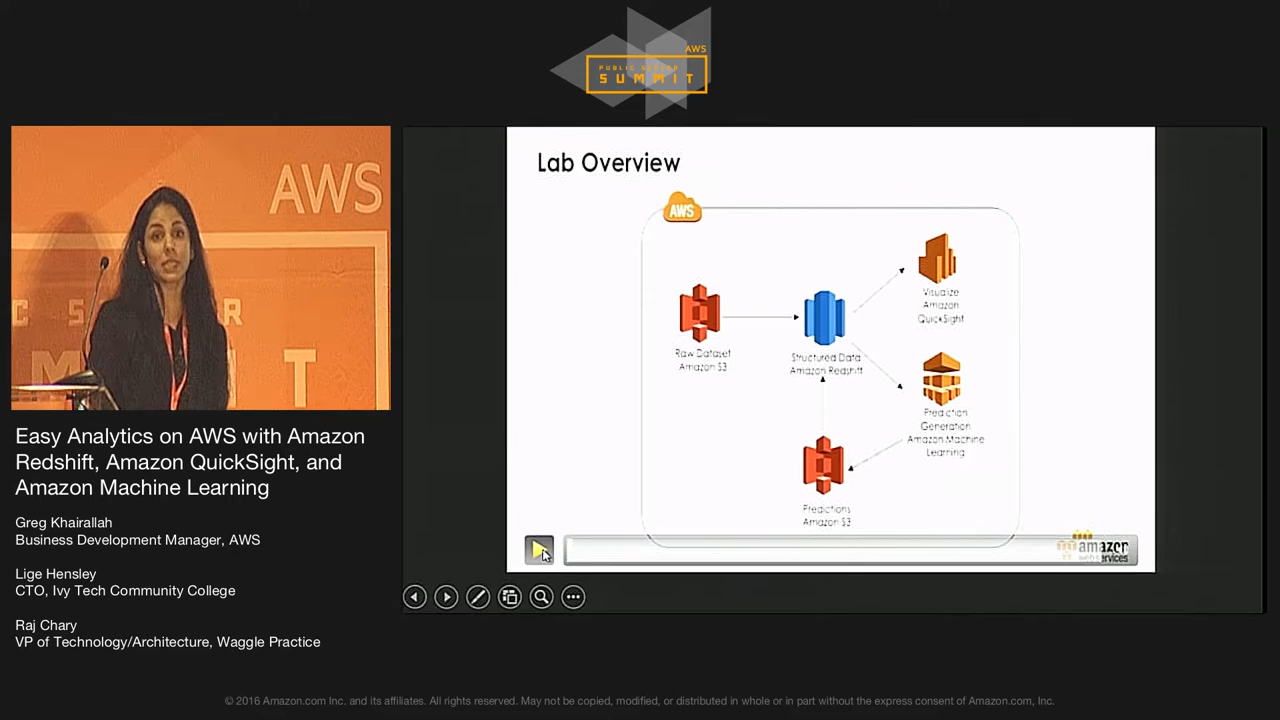 AWS
PUBLIC SECTOR
SUMMIT
AWS
C S
R
M
I T
Easy Analytics on AWS with Amazon
Redshift, Amazon QuickSight, and
Amazon Machine Learning
Greg Khairallah
Business Development Manager, AWS
Lige Hensley
CTO, Ivy Tech Community College
Raj Chary
VP of Technology/Architecture, Waggle Practice
Lab Overview
AWS
Raw Dataset
Amazon S3
Structured Data
Amazon Redshift
Visualize
Amazon
QuickSight
Prediction
Generation
Amazon Machine
Learning
Predictions
Amazon S3
amazon
web services
© 2016 Amazon.com Inc. and its affiliates. All rights reserved. May not be copied, modified, or distributed in whole or in part without the express consent of Amazon.com, Inc.